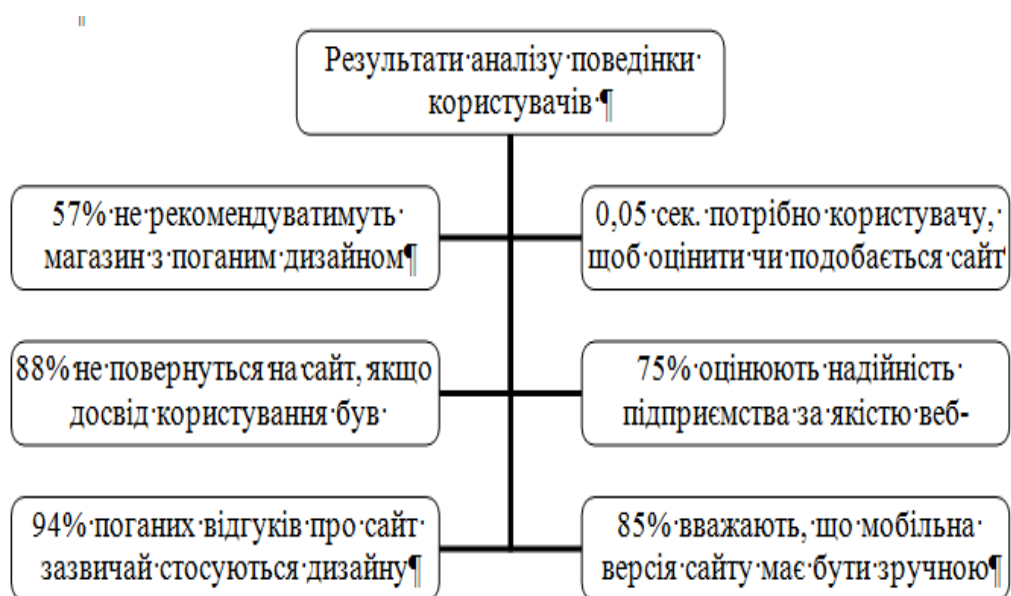 Результати аналізу поведінки
користувачів
57% не рекомендуватимуть
магазин з поганим дизайном
0,05 сек. потрібно користувачу,
щоб оцінити чи подобається сайт
88% не повернуться на сайт, якщо
досвід користування був
75% оцінюють надійність
підприємства за якістю веб-
94% поганих відгуків про сайт
зазвичай стосуються дизайну
85% вважають, що мобільна
версія сайту має бути зручною